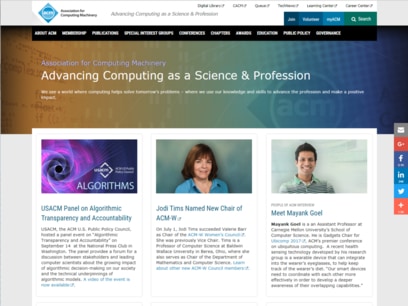 Association for
Computing Machinery
Advancing Computing as a Science & Profession
Digital Library
CACM
Queue
TechNews
Learning Center
Career Center
Join
Volunteer
myACM
Search
ABOUT ACM
MEMBERSHIP
PUBLICATIONS
SPECIAL INTEREST GROUPS
CONFERENCES
CHAPTERS
AWARDS
EDUCATION
PUBLIC POLICY
GOVERNANCE
Association for Computing Machinery
Advancing Computing as a Science & Profession
We see a world where computing helps solve tomorrow's problems – where we use our knowledge and skills to advance the profession and make a positive
impact.
USACM
ALGORITHMS
USACM Panel on Algorithmic
Transparency and Accountability
USACM, the ACM U.S. Public Policy Council,
hosted a panel event on "Algorithmic
Transparency and Accountability" on
September 14 at the National Press Club in
Washington. The panel provided a forum for a
discussion between stakeholders and leading
computer scientists about the growing impact
of algorithmic decision-making on our society
and the technical underpinnings of
algorithmic models. A video of the event is
now available.
Jodi Tims Named New Chair of
ACM-W
On July 1, Jodi Tims succeeded Valerie Barr
as Chair of the ACM-W Women's Council.
She was previously Vice Chair. Tims is a
Professor of Computer Science at Baldwin
Wallace University in Berea, Ohio, where she
also serves as Chair of the Department of
Mathematics and Computer Science. Learn
about other new ACM-W Council members.
PEOPLE OF ACM INTERVIEW
Meet Mayank Goel
Mayank Goel is an Assistant Professor at
Carnegie Mellon University's School of
Computer Science. He is Gadgets Chair for
Ubicomp 2017, ACM's premier conference
on ubiquitous computing. A recent health
sensing technology developed by his research
group is a wearable device that can integrate
into the wearer's eyeglasses, to help keep
track of the wearer's diet. "Our smart devices
need to coordinate with each other more
effectively in order to develop a deeper
awareness of their overlapping capabilities."